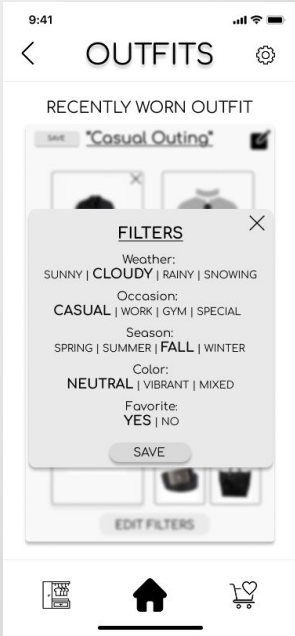 9:41
OUTFITS
RECENTLY WORN OUTFIT
SAVE "Casual Outing"
FILTERS
Weather:
SUNNY | CLOUDY | RAINY | SNOWING
Occasion:
CASUAL | WORK | GYM | SPECIAL
Season:
SPRING | SUMMER | FALL | WINTER
Color:
NEUTRAL | VIBRANT | MIXED
Favorite:
YES | NO
SAVE
EDIT FILTERS